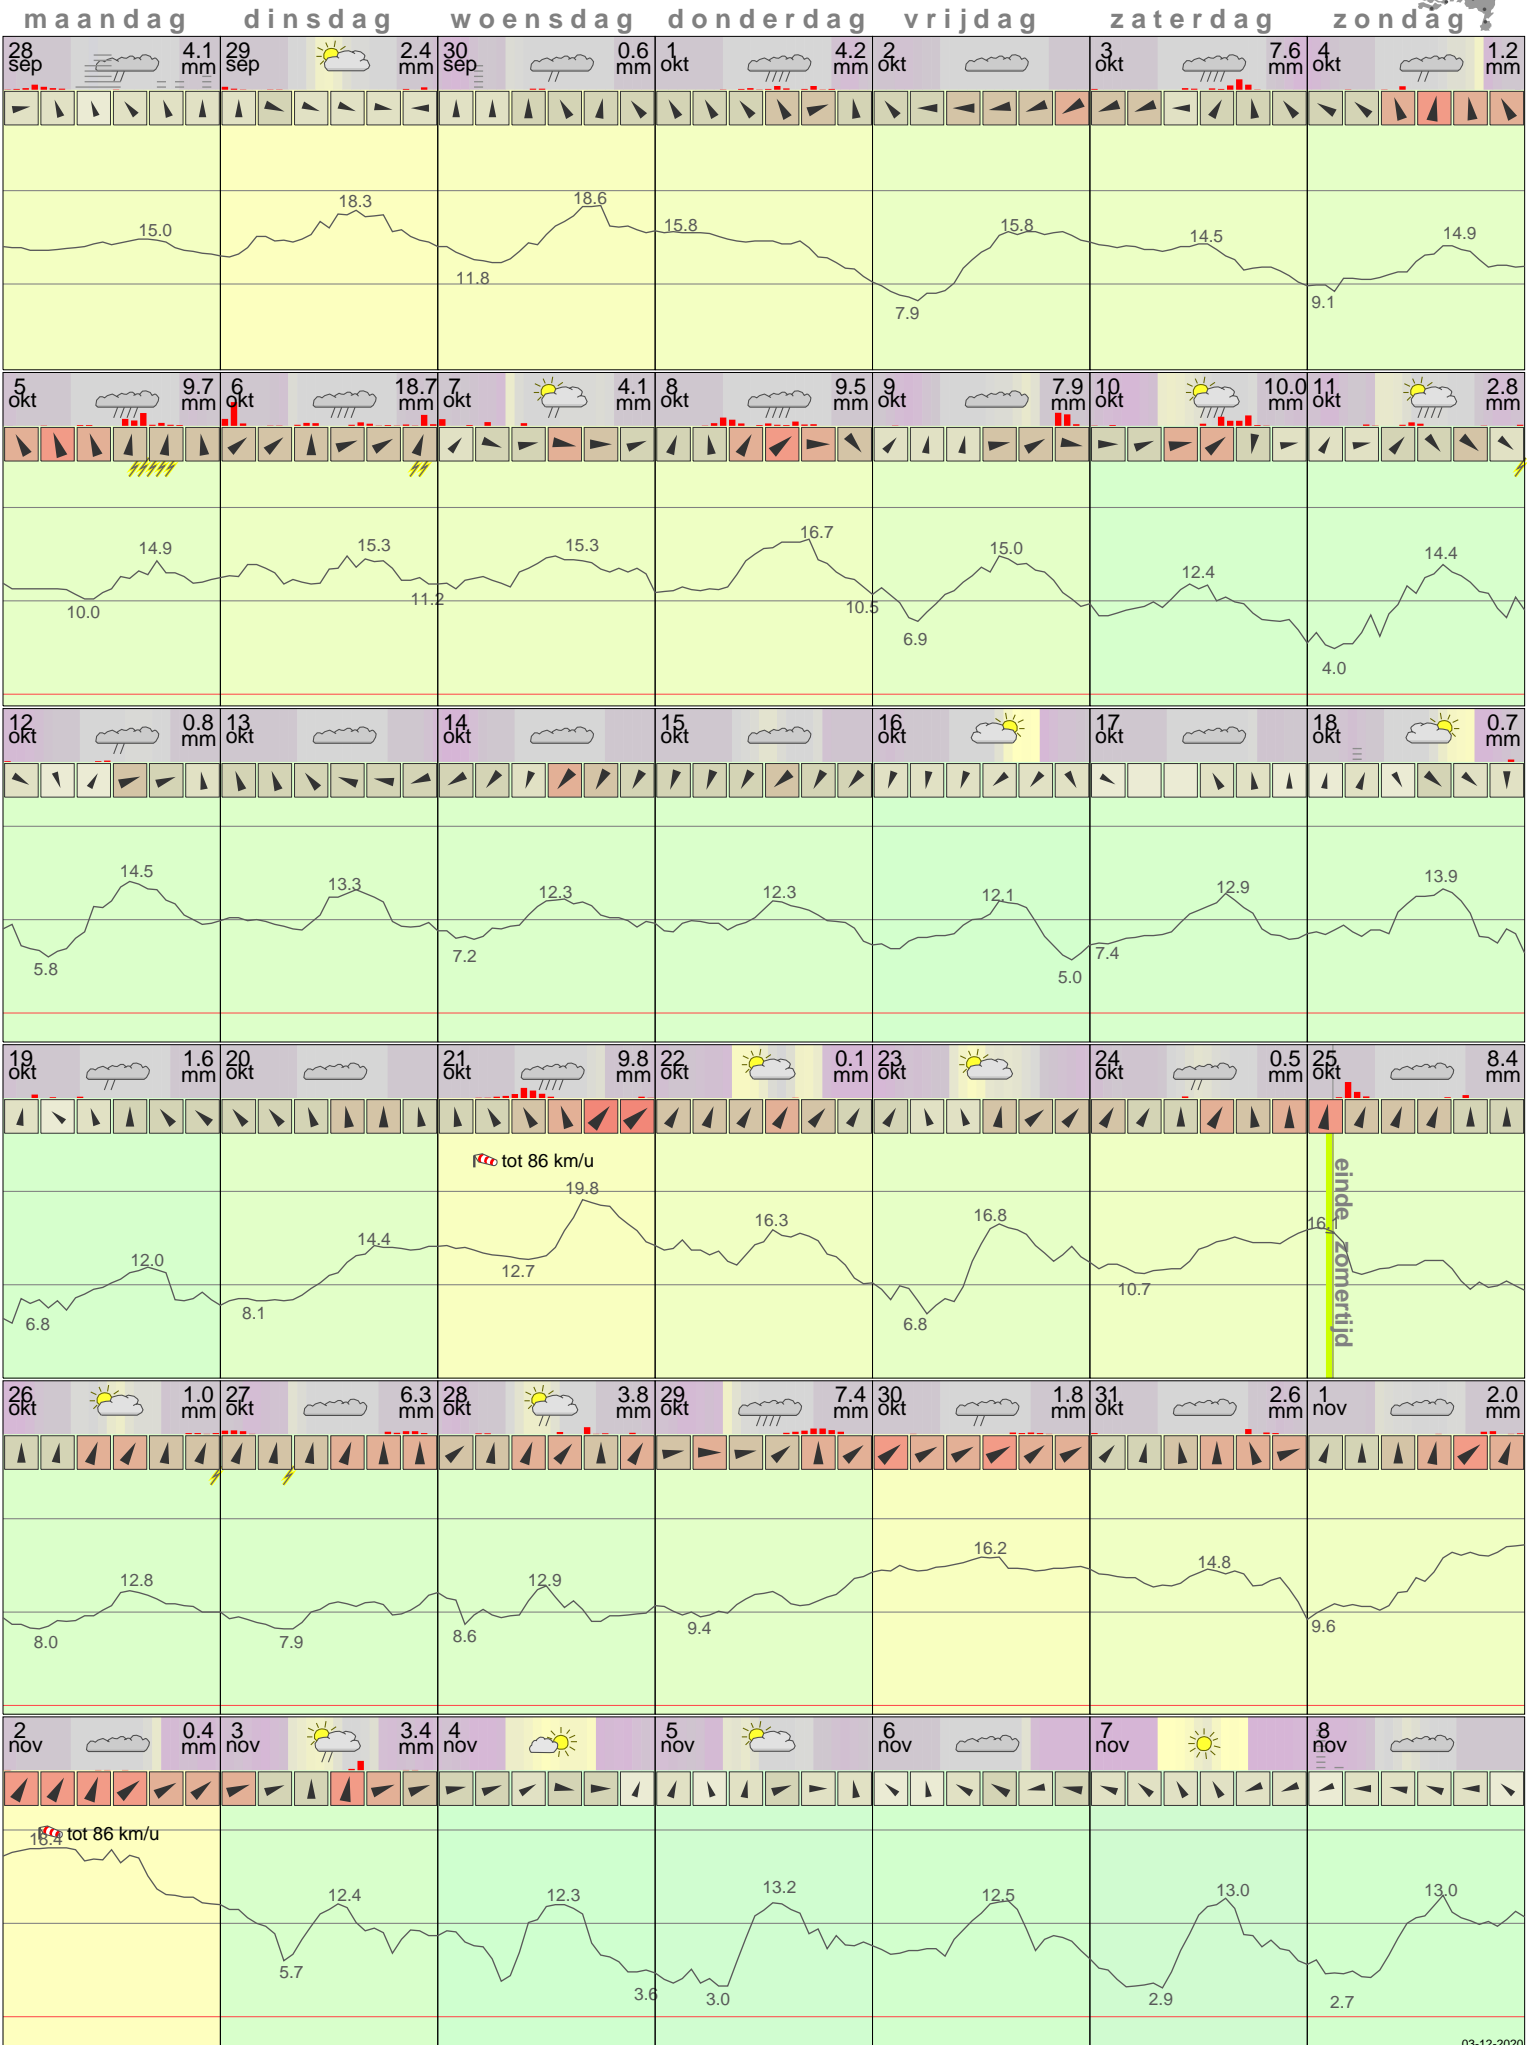 maandag dinsdag woensdag donderdag vrijdag zaterdag zondag
28 sep 4.1 mm 29 sep 2.4 mm 30 sep 0.6 mm 1 okt 4.2 mm 2 okt 3 okt 7.6 mm 4 okt 1.2 mm
15.0 18.3 11.8 18.6 15.8 7.9 15.8 14.5 9.1 14.9
5 okt 9.7 mm 6 okt 18.7 mm 7 okt 4.1 mm 8 okt 9.5 mm 9 okt 7.9 mm 10 okt 10.0 mm 11 okt 2.8 mm
10.0 14.9 15.3 11.2 15.3 16.7 10.5 6.9 15.0 12.4 4.0 14.4
12 okt 0.8 mm 13 okt 14 okt 15 okt 16 okt 17 okt 18 okt 0.7 mm
5.8 14.5 13.3 7.2 12.3 12.3 12.1 5.0 7.4 12.9 13.9
19 okt 1.6 mm 20 okt 21 okt 9.8 mm 22 okt 0.1 mm 23 okt 24 okt 0.5 mm 25 okt 8.4 mm
tot 86 km/u
6.8 12.0 8.1 14.4 12.7 19.8 16.3 6.8 16.8 10.7 16.1
einde zomertijd
26 okt 1.0 mm 27 okt 6.3 mm 28 okt 3.8 mm 29 okt 7.4 mm 30 okt 1.8 mm 31 okt 2.6 mm 1 nov 2.0 mm
8.0 12.8 7.9 8.6 12.9 9.4 16.2 14.8 9.6
2 nov 0.4 mm 3 nov 3.4 mm 4 nov 5 nov 6 nov 7 nov 8 nov
tot 86 km/u
18.4 5.7 12.4 12.3 3.6 3.0 13.2 12.5 2.9 13.0 2.7 13.0
03-12-2020